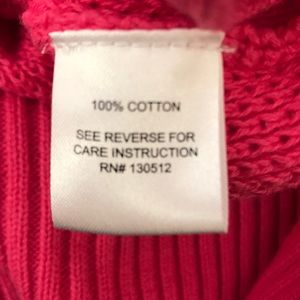 100% COTTON
SEE REVERSE FOR
CARE INSTRUCTION
RN# 130512